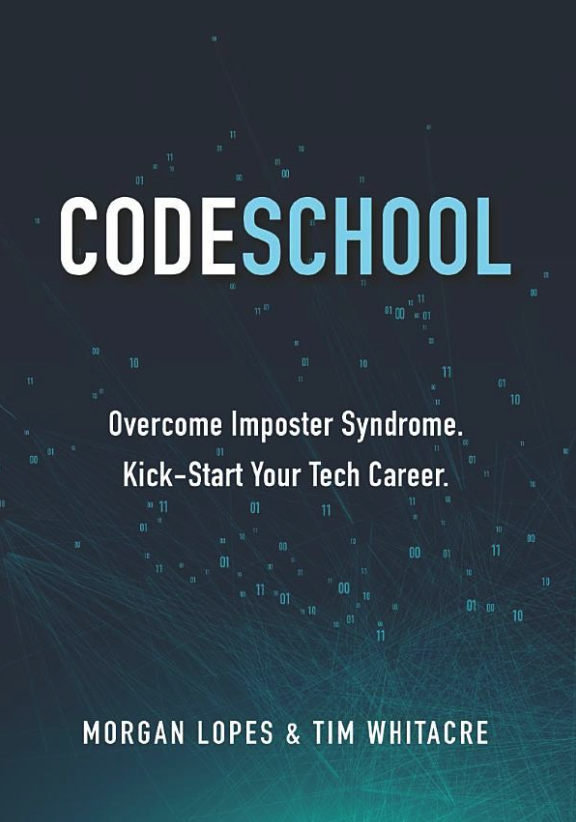 CODESCHOOL
Overcome Imposter Syndrome.
Kick-Start Your Tech Career.
MORGAN LOPES & TIM WHITACRE